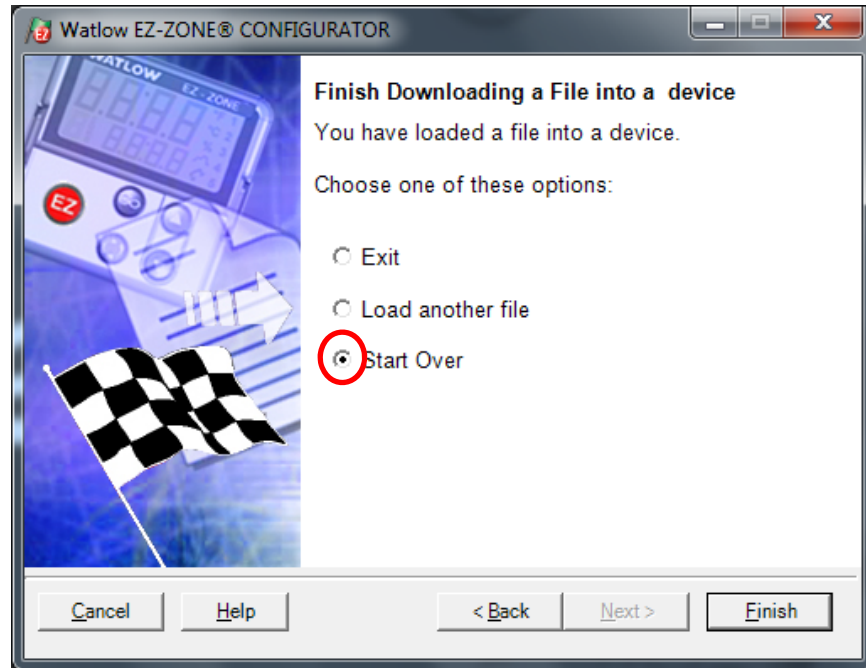 Watlow EZ-ZONE® CONFIGURATOR
WATLOW
EZ-ZONE
EZ
Finish Downloading a File into a  device
You have loaded a file into a device.
Choose one of these options:
Exit
Load another file
Start Over
Cancel
Help
< Back
Next >
Finish